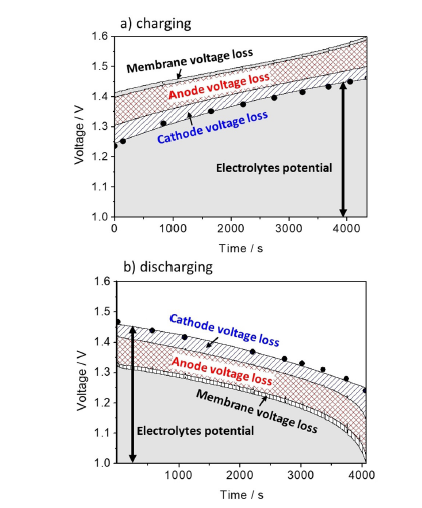 a) charging
1.6
1.5
1.4
1.3
1.2
1.1
1.0
Voltage / V
Membrane voltage loss
Anode voltage loss
Cathode voltage loss
Electrolytes potential
0 1000 2000 3000 4000
Time / s
b) discharging
1.6
1.5
1.4
1.3
1.2
1.1
1.0
Voltage / V
Cathode voltage loss
Anode voltage loss
Membrane voltage loss
Electrolytes potential
1000 2000 3000 4000
Time / s